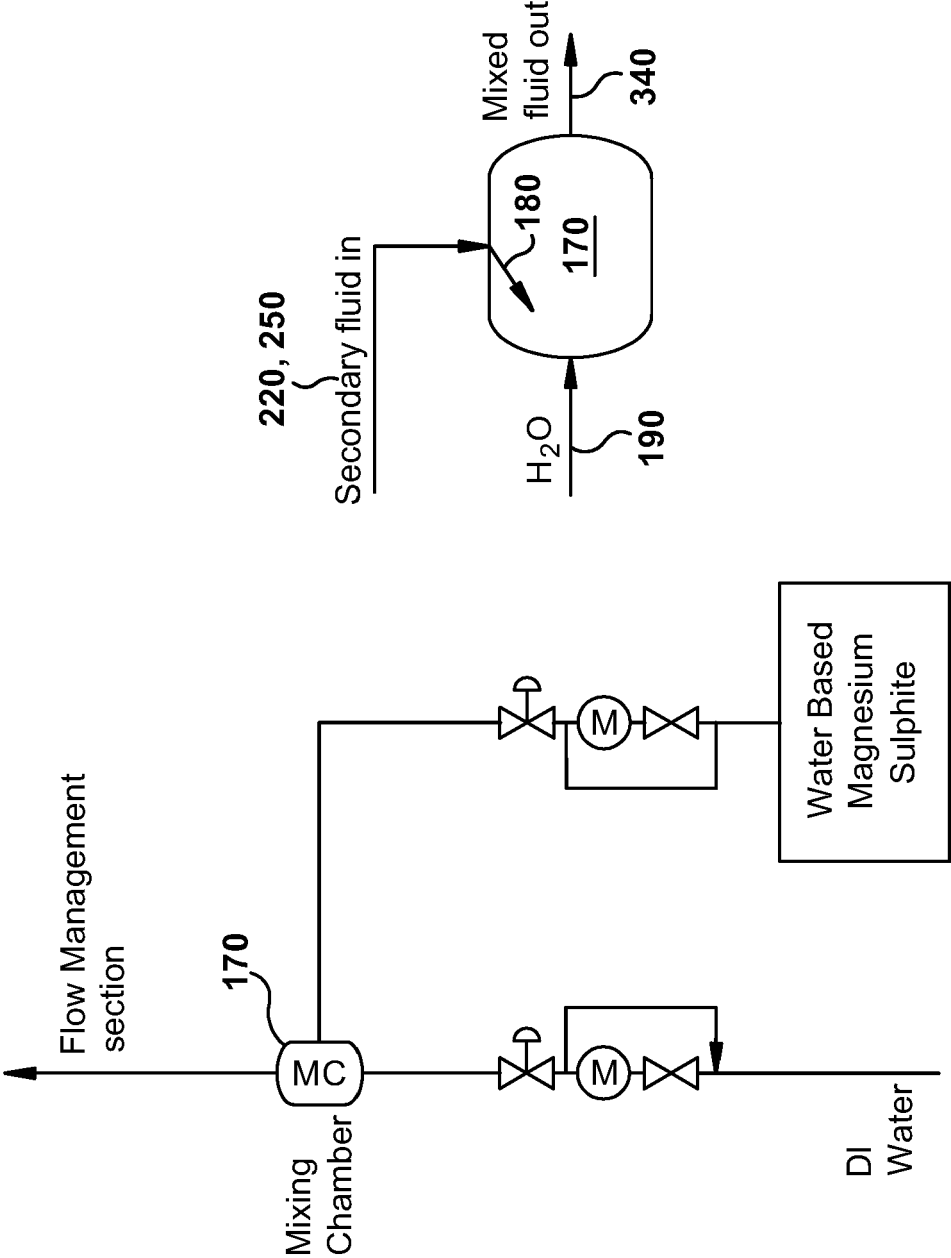 Flow Management
section
170
MC
Mixing
Chamber
M
DI
Water
M
Water Based
Magnesium
Sulphite
220, 250
Secondary fluid in
H₂O
190
180
170
Mixed
fluid out
340